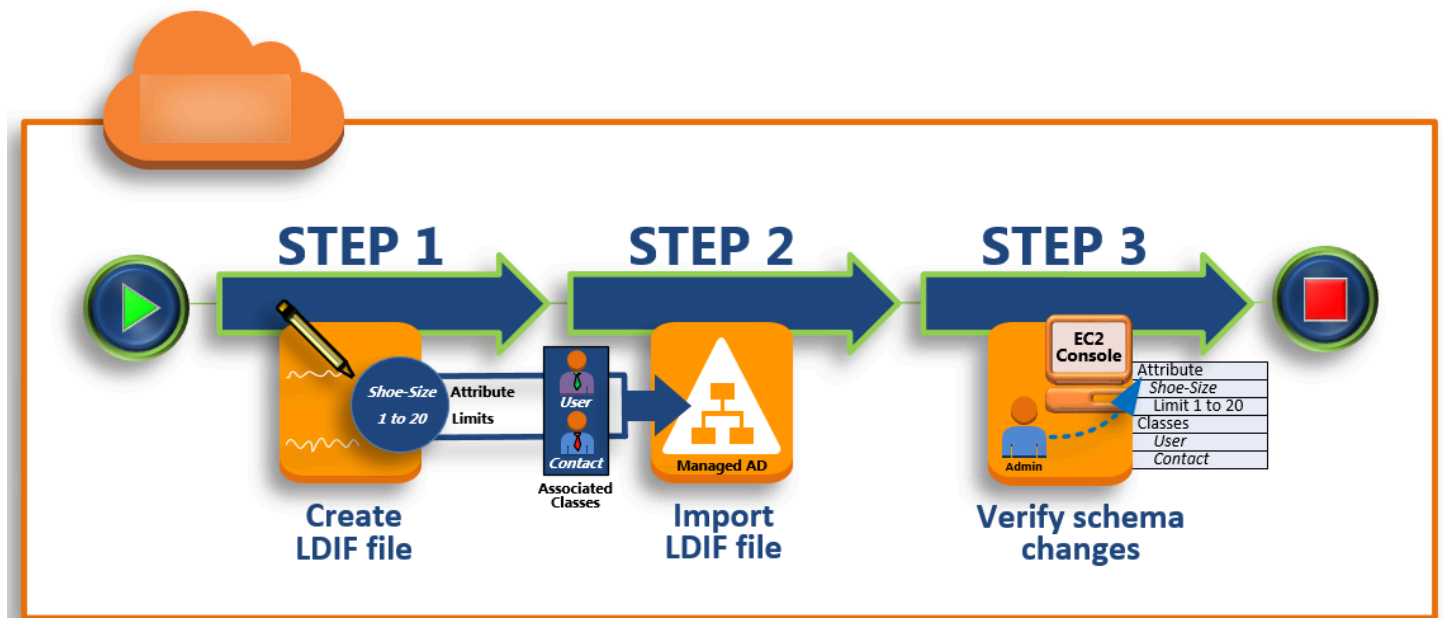 STEP 1
STEP 2
STEP 3
Shoe-Size
1 to 20
Attribute
Limits
User
Contact
Associated
Classes
Managed AD
EC2
Console
Admin
Attribute
Shoe-Size
Limit 1 to 20
Classes
User
Contact
Create
LDIF file
Import
LDIF file
Verify schema
changes